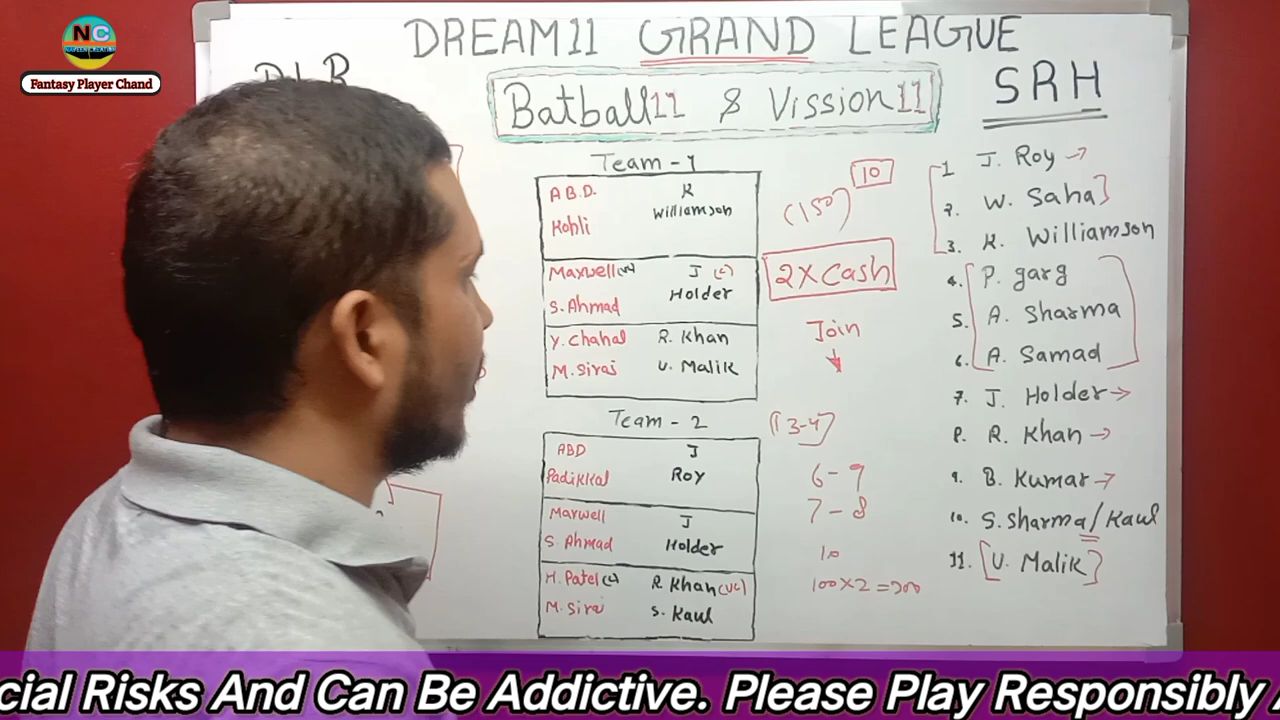 NC
Fantasy Player Chand
DREAM11 GRAND LEAGUE
Batball11 & Vission11
SRH
Team - 1
A.B.D. K
Kohli Williamson
Maxwell J (C)
S. Ahmad Holder
Y. Chahal R. Khan
M. Siraj U. Malik
Team - 2
ABD J
Padikkal Roy
Maxwell J
S. Ahmad Holder
H. Patel (C) R. Khan (VC)
M. Siraj S. Kaul
10
(150)
2XCash
Join
(3-4)
6-9
7-8
10
100×2=200
1. J. Roy →
2. W. Saha
3. K. Williamson
4. P. garg
5. A. Sharma
6. A. Samad
7. J. Holder →
8. R. Khan →
9. B. Kumar →
10. S. Sharma / Kaul
11. [U. Malik]
cial Risks And Can Be Addictive. Please Play Responsibly